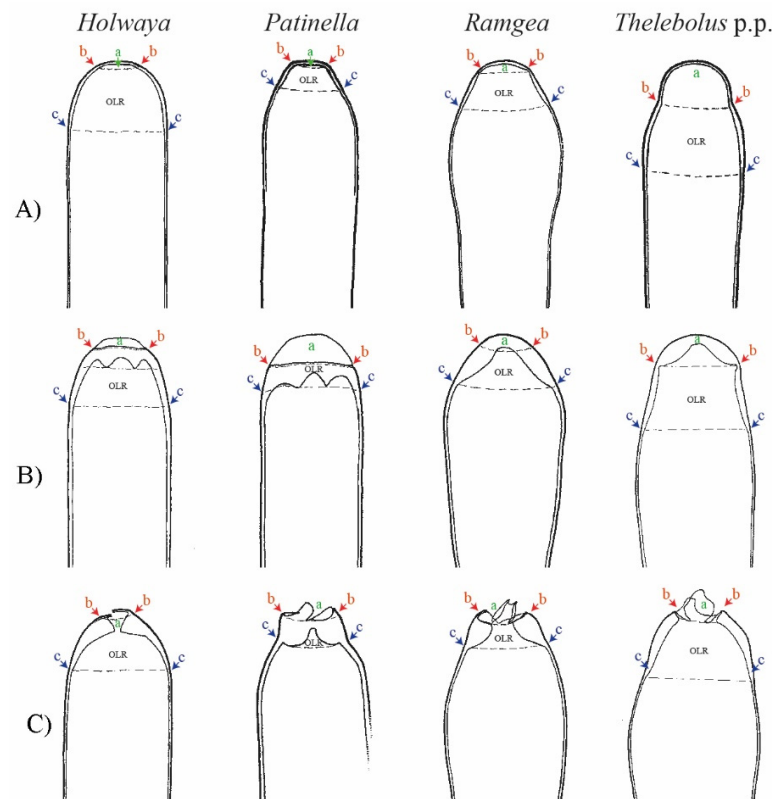 Holwaya Patinella Ramgea Thelebolus p.p.
b a b b a b b a b a
c OLR c c OLR c c OLR c b b
c OLR c
A)
b a b b a b b a b b a b
c OLR c c OLR c c OLR c OLR
c c
B)
b a b b a b b a b b a b
c OLR c c OLR c c OLR c c OLR c
C)